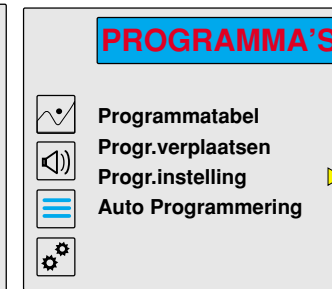 PROGRAMMA'S
Programmatabel
Progr.verplaatsen
Progr.instelling
Auto Programmering